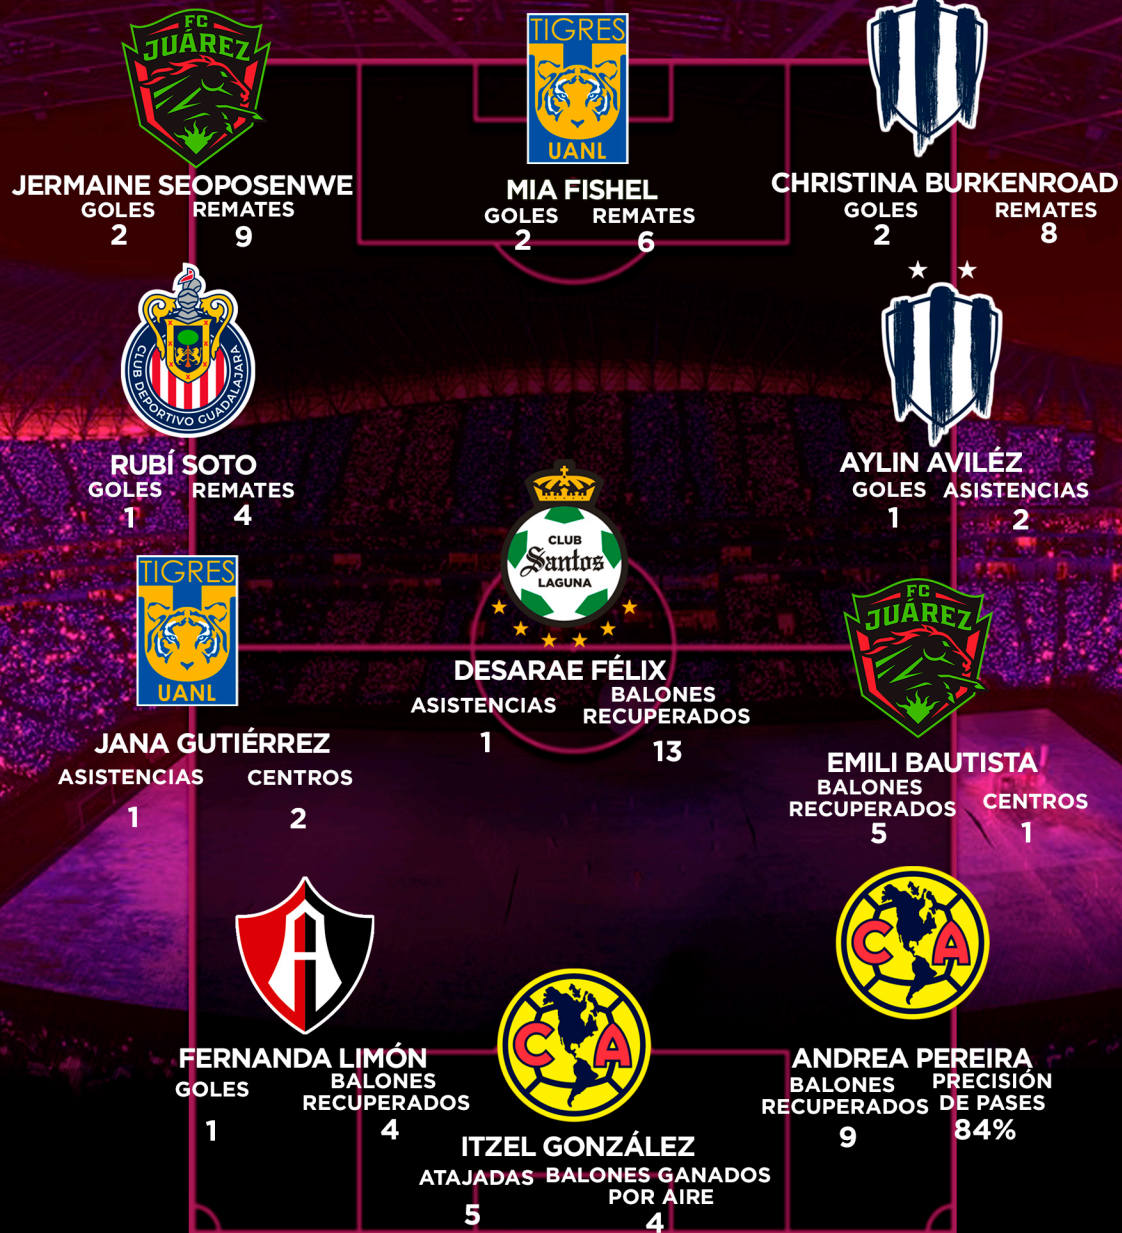 FC
JUÁREZ
JERMAINE SEOPOSENWE
GOLES REMATES
2 9
TIGRES
UANL
MIA FISHEL
GOLES REMATES
2 6
CHRISTINA BURKENROAD
GOLES REMATES
2 8
CLUB DEPORTIVO GUADALAJARA
RUBÍ SOTO
GOLES REMATES
1 4
AYLIN AVILÉZ
GOLES ASISTENCIAS
1 2
TIGRES
UANL
JANA GUTIÉRREZ
ASISTENCIAS CENTROS
1 2
CLUB
Santos
LAGUNA
DESARAE FÉLIX
ASISTENCIAS BALONES
RECUPERADOS
1 13
FC
JUÁREZ
EMILI BAUTISTA
BALONES
RECUPERADOS CENTROS
5 1
A
FERNANDA LIMÓN
GOLES BALONES
RECUPERADOS
1 4
C A
ITZEL GONZÁLEZ
ATAJADAS BALONES GANADOS
POR AIRE
5 4
C A
ANDREA PEREIRA
BALONES PRECISIÓN
RECUPERADOS DE PASES
9 84%